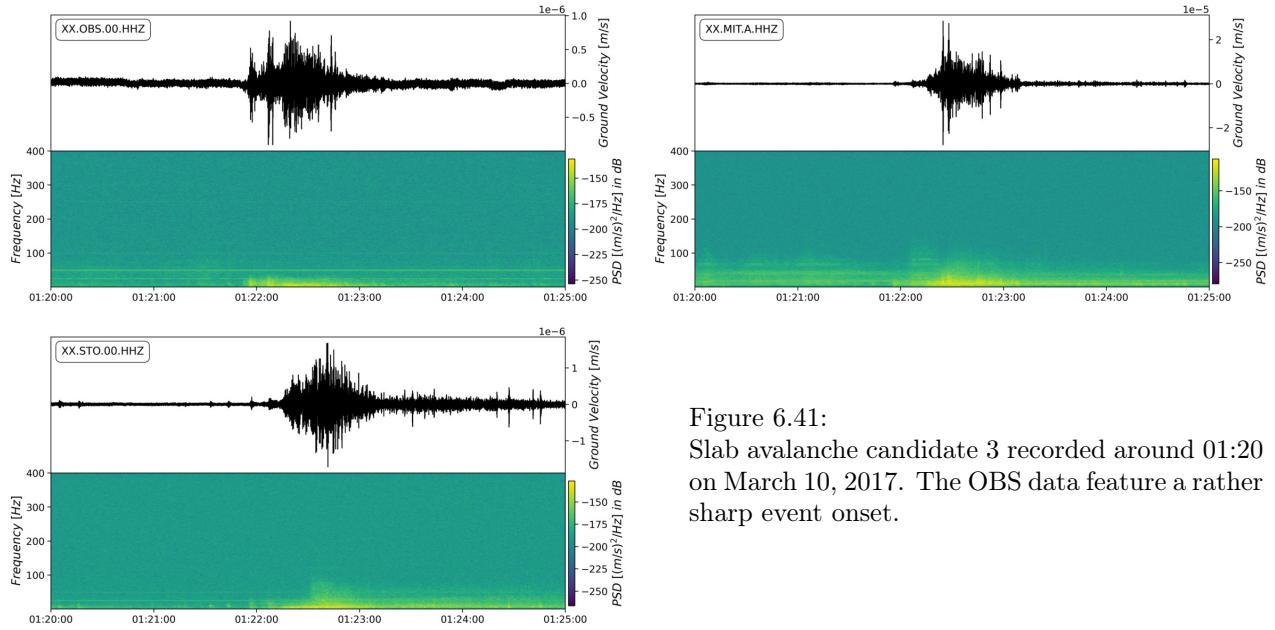 1e−6
XX.OBS.00.HHZ
1.0
0.5
0.0
−0.5
Ground Velocity [m/s]
400
300
200
100
Frequency [Hz]
−150
−175
−200
−225
−250
PSD [(m/s)²/Hz] in dB
01:20:00 01:21:00 01:22:00 01:23:00 01:24:00 01:25:00
1e−5
XX.MIT.A.HHZ
2
0
−2
Ground Velocity [m/s]
400
300
200
100
Frequency [Hz]
−150
−200
−250
PSD [(m/s)²/Hz] in dB
01:20:00 01:21:00 01:22:00 01:23:00 01:24:00 01:25:00
1e−6
XX.STO.00.HHZ
1
0
−1
Ground Velocity [m/s]
400
300
200
100
Frequency [Hz]
−150
−175
−200
−225
−250
PSD [(m/s)²/Hz] in dB
01:20:00 01:21:00 01:22:00 01:23:00 01:24:00 01:25:00
Figure 6.41:
Slab avalanche candidate 3 recorded around 01:20
on March 10, 2017. The OBS data feature a rather
sharp event onset.